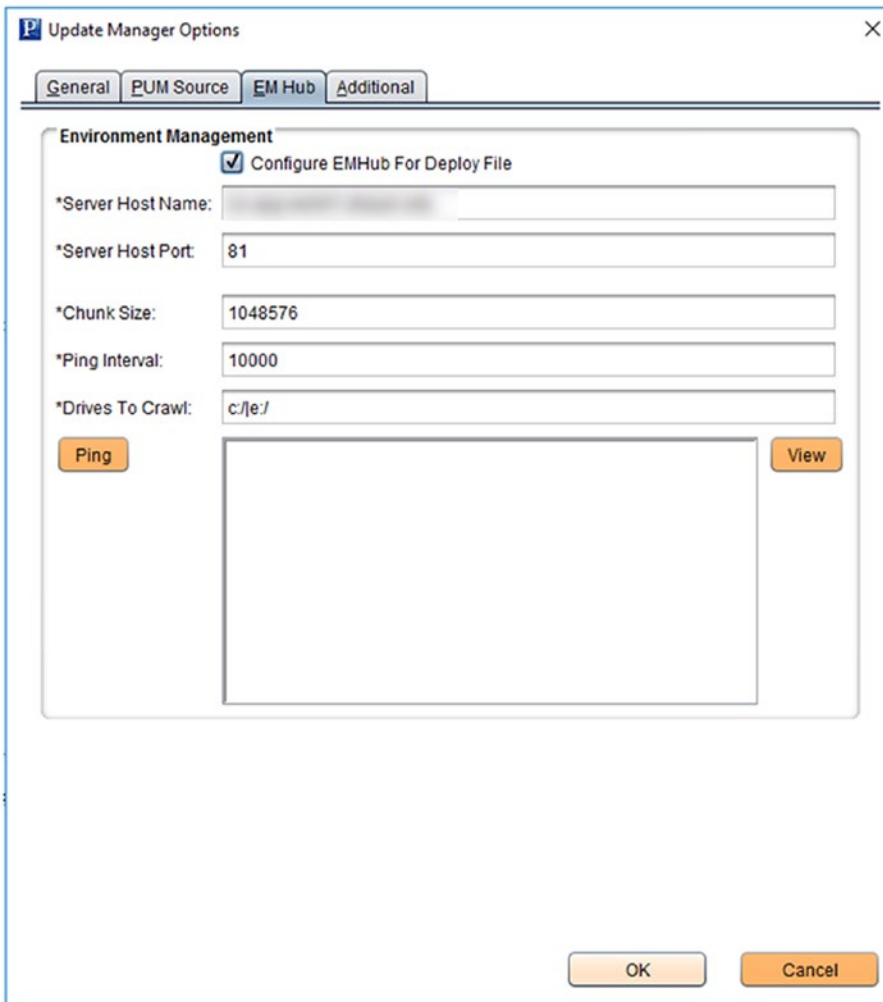 Update Manager Options
General PUM Source EM Hub Additional
Environment Management
Configure EMHub For Deploy File
*Server Host Name:
*Server Host Port: 81
*Chunk Size: 1048576
*Ping Interval: 10000
*Drives To Crawl: c:/|e:/
Ping View
OK Cancel